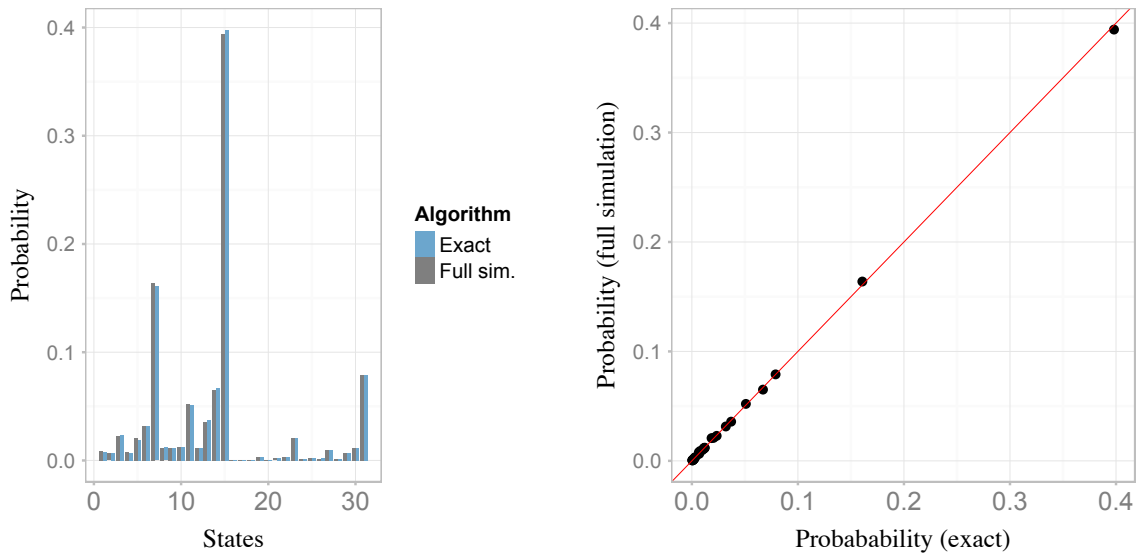 0.4
0.3
0.2
0.1
0.0
Probability
0 10 20 30
States
Algorithm
Exact
Full sim.
0.4
0.3
0.2
0.1
0.0
Probability (full simulation)
0.0 0.1 0.2 0.3 0.4
Probabability (exact)